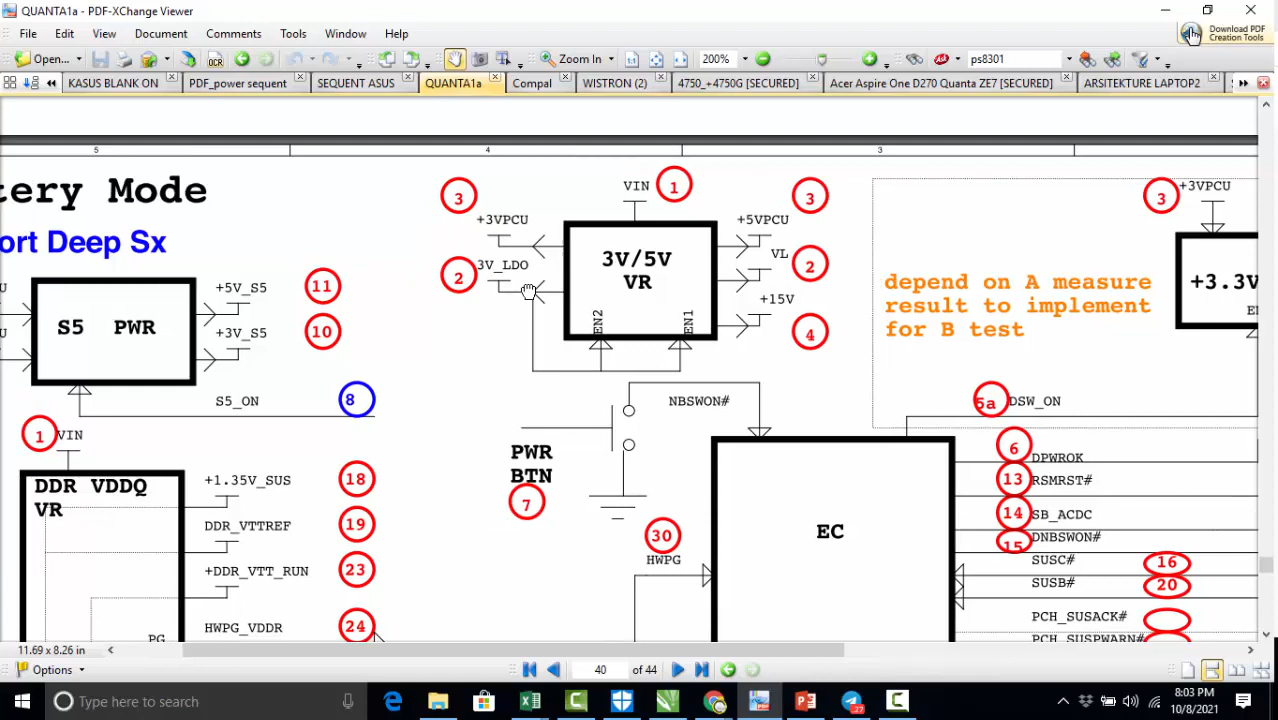 QUANTA1a * - PDF-XChange Viewer
File Edit View Document Comments Tools Window Help
Download PDF
Creation Tools
Open... OCR Zoom In 200% ps8301
KASUS BLANK ON PDF_power sequent SEQUENT ASUS QUANTA1a Compal WISTRON (2) 4750_+4750G [SECURED] Acer Aspire One D270 Quanta ZE7 [SECURED] ARSITEKTURE LAPTOP2
5 4 3
tery Mode
ort Deep Sx
3 +3VPCU
VIN 1
3 +5VPCU
3 +3VPCU
2 3V_LDO
3V/5V
VR
VL 2
+15V
4
EN2 EN1
depend on A measure
result to implement
for B test
+3.3V
S5 PWR
+5V_S5 11
+3V_S5 10
S5_ON 8
NBSWON#
5a DSW_ON
PWR
BTN
7
1 VIN
DDR VDDQ
VR
+1.35V_SUS 18
DDR_VTTREF 19
+DDR_VTT_RUN 23
HWPG_VDDR 24
PG
30
HWPG
EC
6 DPWROK
13 RSMRST#
14 SB_ACDC
15 DNBSWON#
SUSC# 16
SUSB# 20
PCH_SUSACK#
PCH_SUSPWARN#
11.69 x 8.26 in
Options 40 of 44
Type here to search
27
8:03 PM
10/8/2021